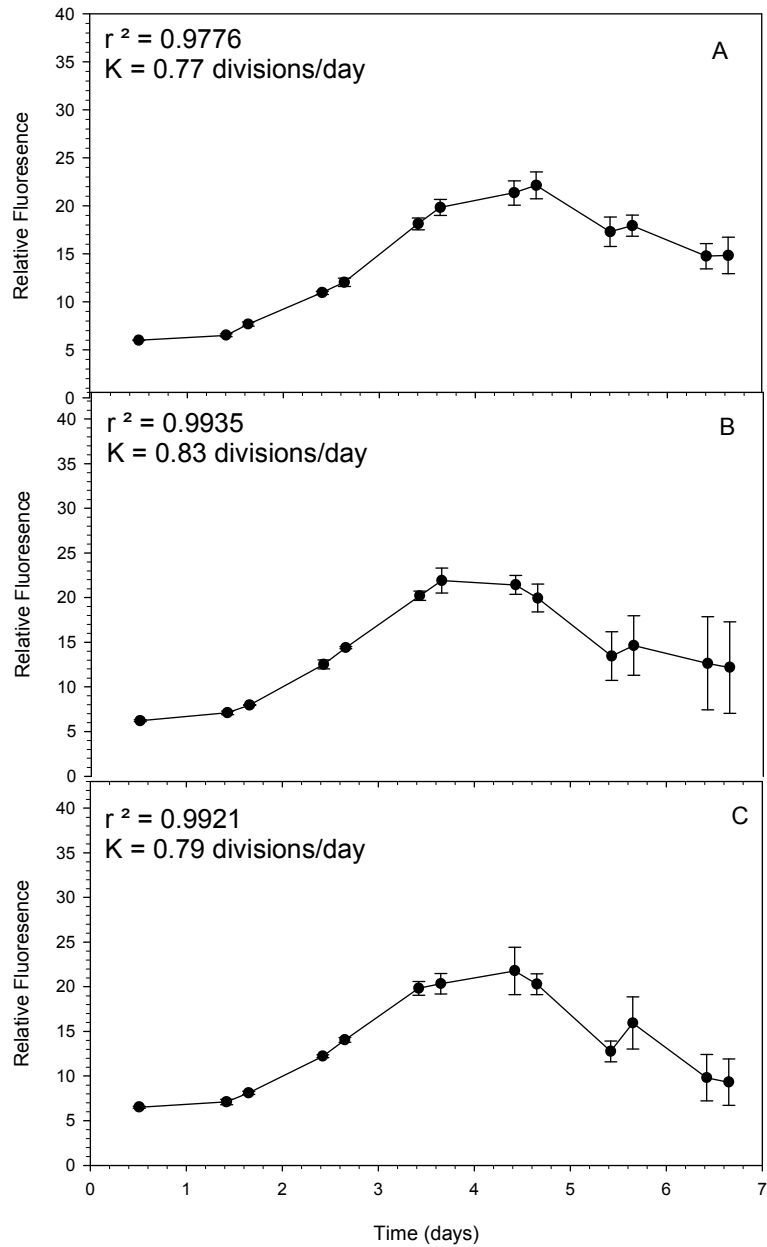 40
35
30
25
20
15
10
5
0
Relative Fluoresence
r ² = 0.9776
K = 0.77 divisions/day
A
40
35
30
25
20
15
10
5
0
Relative Fluoresence
r ² = 0.9935
K = 0.83 divisions/day
B
40
35
30
25
20
15
10
5
0
Relative Fluoresence
r ² = 0.9921
K = 0.79 divisions/day
C
0 1 2 3 4 5 6 7
Time (days)